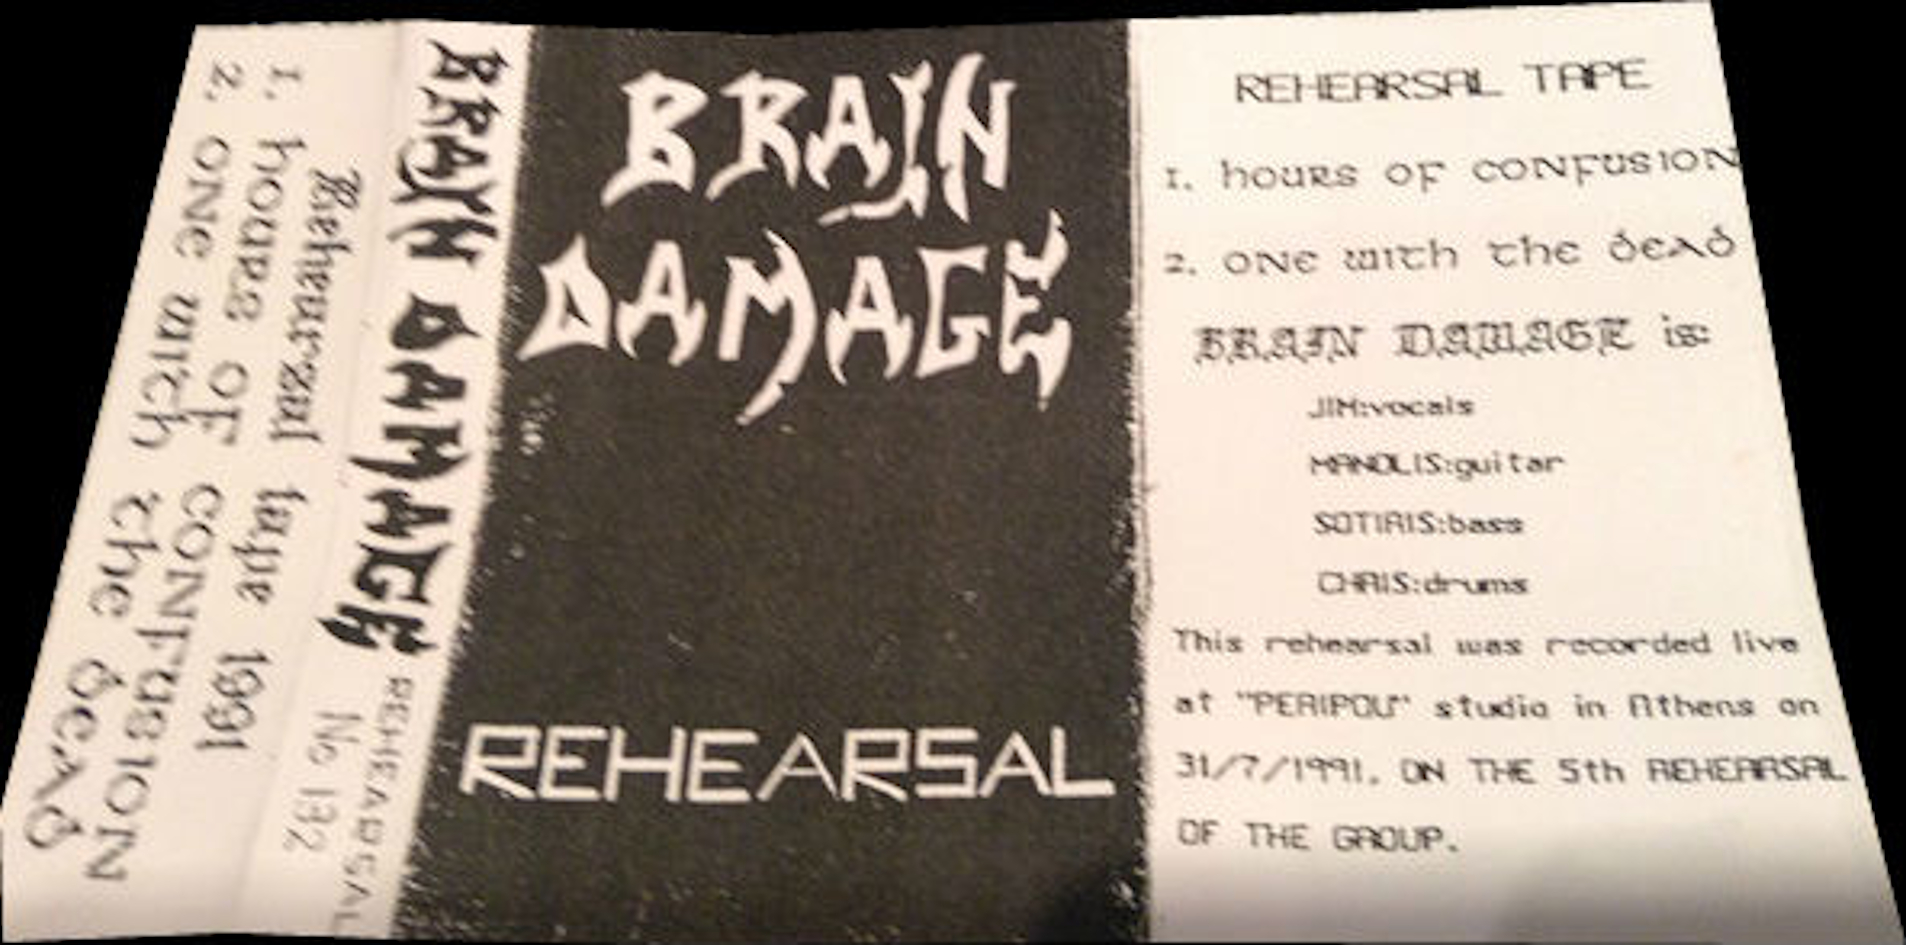 Rehearsal tape 1991
1. hours of confusion
2. one with the dead
BRAIN DAMAGE
REHEARSAL
No 132
BRAIN
DAMAGE
REHEARSAL
REHEARSAL TAPE
1. hours of confusion
2. one with the dead
BRAIN DAMAGE is:
JIM:vocals
MANOLIS:guitar
SOTIRIS:bass
CHRIS:drums
This rehearsal was recorded live
at "PERIPOU" studio in Athens on
31/7/1991. ON THE 5th REHEARSAL
OF THE GROUP.